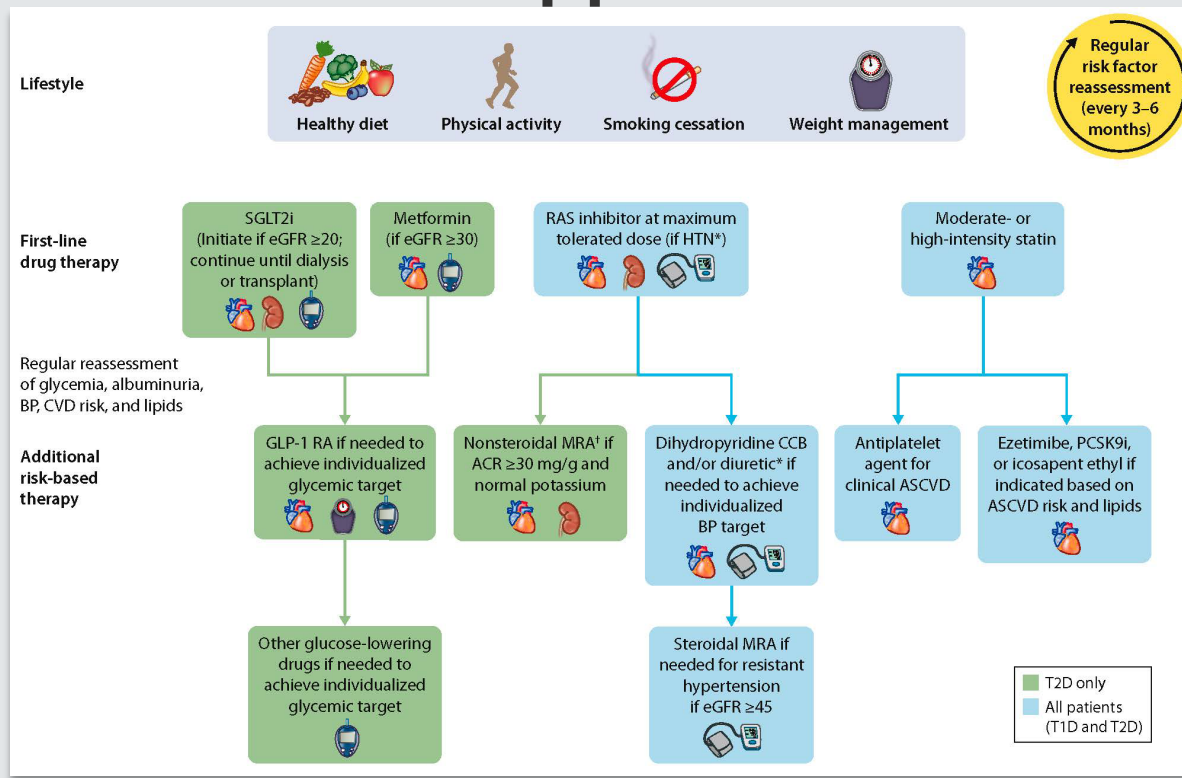 Lifestyle
Healthy diet
Physical activity
Smoking cessation
Weight management
Regular
risk factor
reassessment
(every 3–6
months)
First-line
drug therapy
SGLT2i
(Initiate if eGFR ≥20;
continue until dialysis
or transplant)
Metformin
(if eGFR ≥30)
RAS inhibitor at maximum
tolerated dose (if HTN*)
Moderate- or
high-intensity statin
Regular reassessment
of glycemia, albuminuria,
BP, CVD risk, and lipids
Additional
risk-based
therapy
GLP-1 RA if needed to
achieve individualized
glycemic target
Nonsteroidal MRA† if
ACR ≥30 mg/g and
normal potassium
Dihydropyridine CCB
and/or diuretic* if
needed to achieve
individualized
BP target
Antiplatelet
agent for
clinical ASCVD
Ezetimibe, PCSK9i,
or icosapent ethyl if
indicated based on
ASCVD risk and lipids
Other glucose-lowering
drugs if needed to
achieve individualized
glycemic target
Steroidal MRA if
needed for resistant
hypertension
if eGFR ≥45
T2D only
All patients
(T1D and T2D)